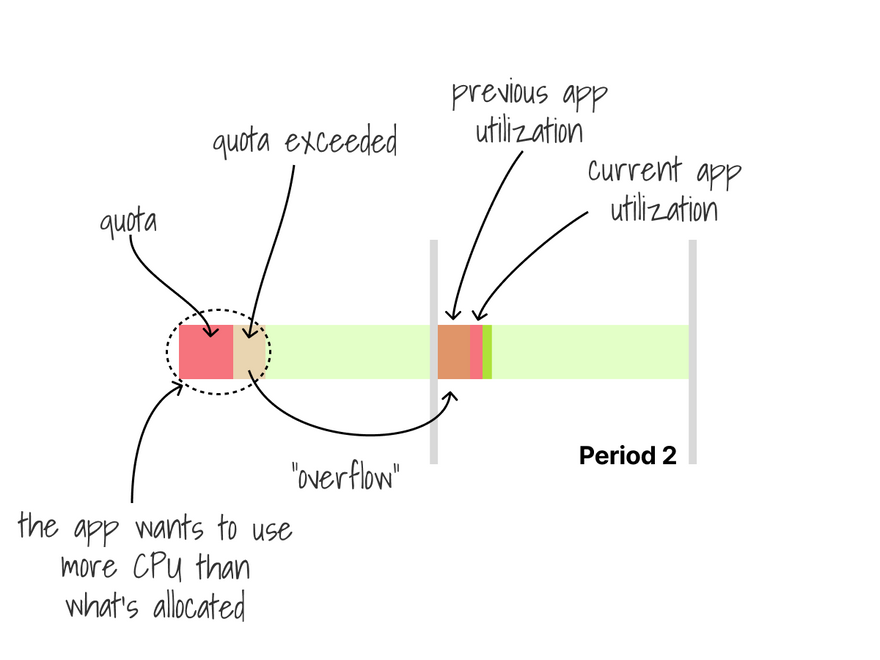 previous app
utilization
quota exceeded
current app
utilization
quota
Period 2
"overflow"
the app wants to use
more CPU than
what's allocated